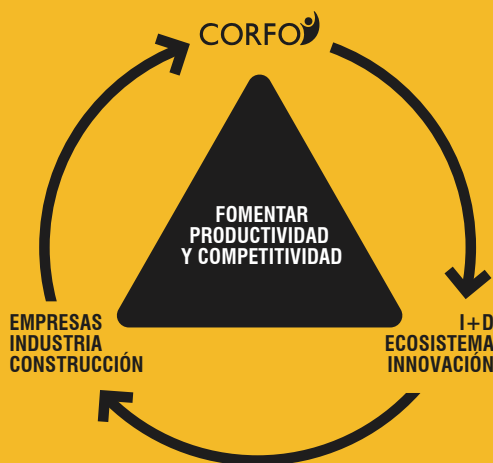 CORFO
FOMENTAR
PRODUCTIVIDAD
Y COMPETITIVIDAD
EMPRESAS
INDUSTRIA
CONSTRUCCIÓN
I+D
ECOSISTEMA
INNOVACIÓN